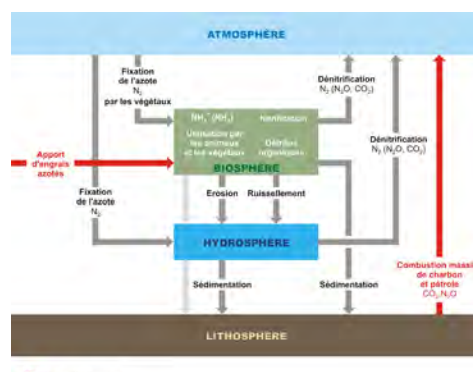 ATMOSPHÈRE
Fixation
de l'azote
N₂
par les végétaux
Dénitrification
N₂ (N₂O, CO₂)
NH₄⁺ (NH₃)
Nitrification
Utilisation par
les animaux
et les végétaux
Détritus
organiques
BIOSPHÈRE
Dénitrification
N₂ (N₂O, CO₂)
Apport
d'engrais
azotés
Fixation
de l'azote
N₂
Erosion
Ruissellement
HYDROSPHÈRE
Sédimentation
Sédimentation
Combustion massi
de charbon
et pétrole
CO₂ N₂O
LITHOSPHÈRE